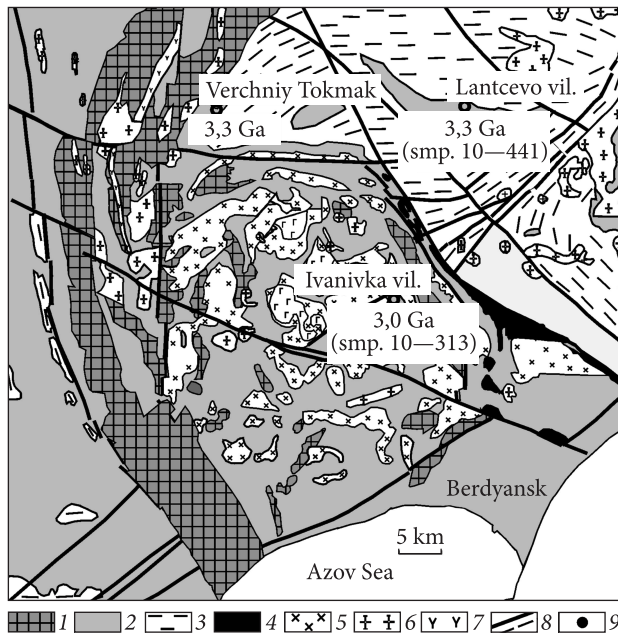 Verchniy Tokmak
Lantcevo vil.
3,3 Ga
3,3 Ga
(smp. 10—441)
Ivanivka vil.
3,0 Ga
(smp. 10—313)
Berdyansk
5 km
Azov Sea
1 2 3 4 5 6 7 8 9